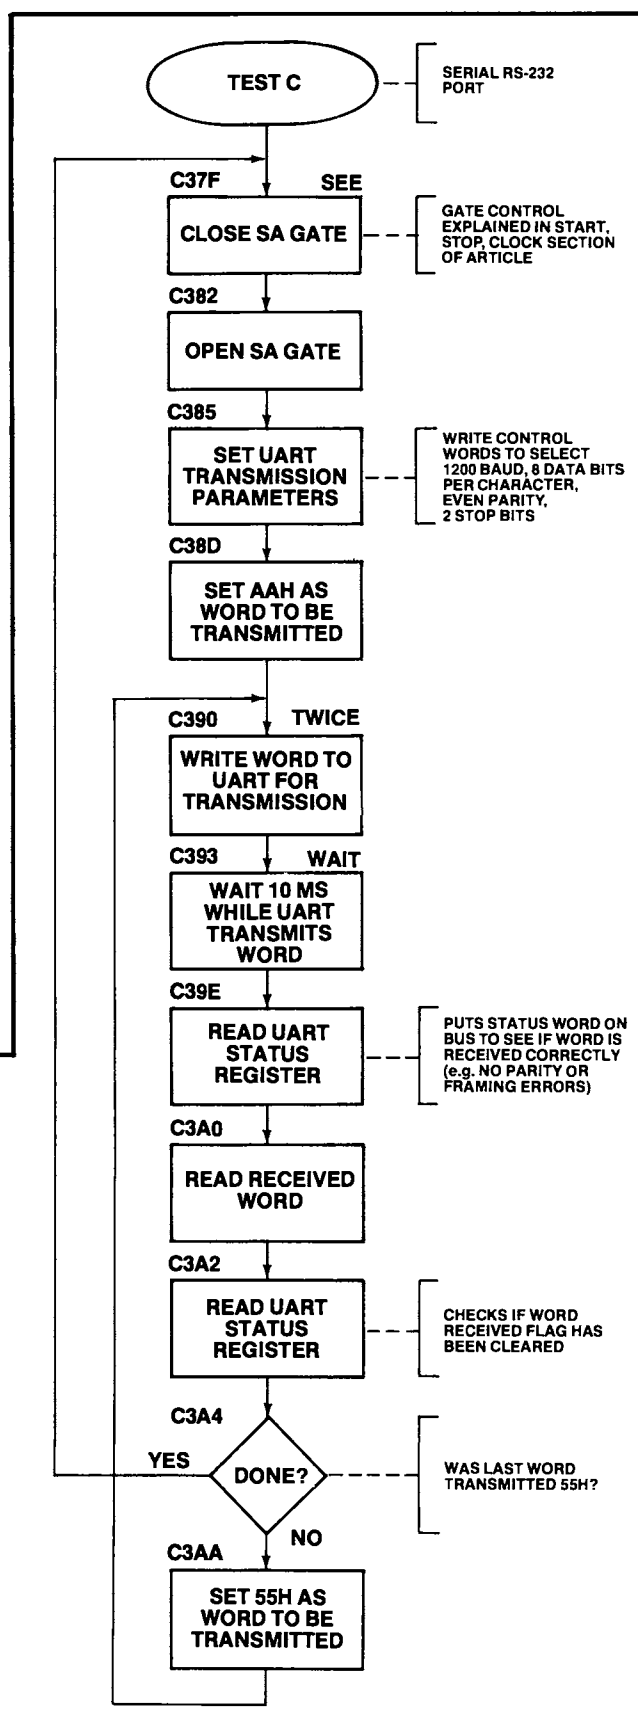 TEST C
SERIAL RS-232
PORT
C37F
SEE
CLOSE SA GATE
GATE CONTROL
EXPLAINED IN START,
STOP, CLOCK SECTION
OF ARTICLE
C382
OPEN SA GATE
C385
SET UART
TRANSMISSION
PARAMETERS
WRITE CONTROL
WORDS TO SELECT
1200 BAUD, 8 DATA BITS
PER CHARACTER,
EVEN PARITY,
2 STOP BITS
C38D
SET AAH AS
WORD TO BE
TRANSMITTED
C390
TWICE
WRITE WORD TO
UART FOR
TRANSMISSION
C393
WAIT
WAIT 10 MS
WHILE UART
TRANSMITS
WORD
C39E
READ UART
STATUS
REGISTER
PUTS STATUS WORD ON
BUS TO SEE IF WORD IS
RECEIVED CORRECTLY
(e.g. NO PARITY OR
FRAMING ERRORS)
C3A0
READ RECEIVED
WORD
C3A2
READ UART
STATUS
REGISTER
CHECKS IF WORD
RECEIVED FLAG HAS
BEEN CLEARED
C3A4
YES
DONE?
WAS LAST WORD
TRANSMITTED 55H?
NO
C3AA
SET 55H AS
WORD TO BE
TRANSMITTED